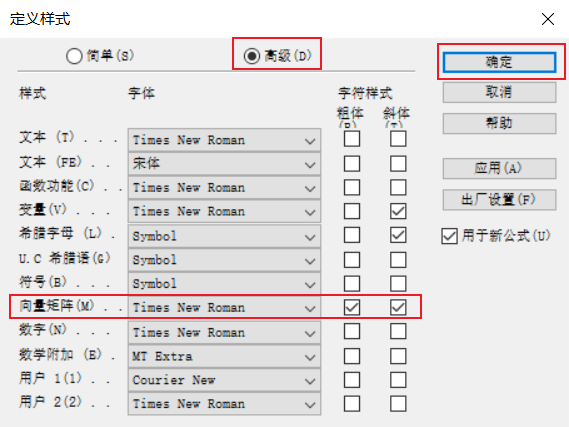 定义样式
简单(S) 高级(D) 确定
样式 字体 字符样式 取消
粗体(B) 斜体(I) 帮助
文本 (T) . . . Times New Roman
文本 (FE) . . 宋体
函数功能(C) . . Times New Roman 应用(A)
变量(V) . . . Times New Roman 出厂设置(F)
希腊字母 (L) . Symbol 用于新公式(U)
U.C 希腊语(G) Symbol
符号(B) . . . Symbol
向量矩阵(M) . . Times New Roman
数字(N) . . . Times New Roman
数学附加 (E) . MT Extra
用户 1(1) . . Courier New
用户 2(2) . . Times New Roman